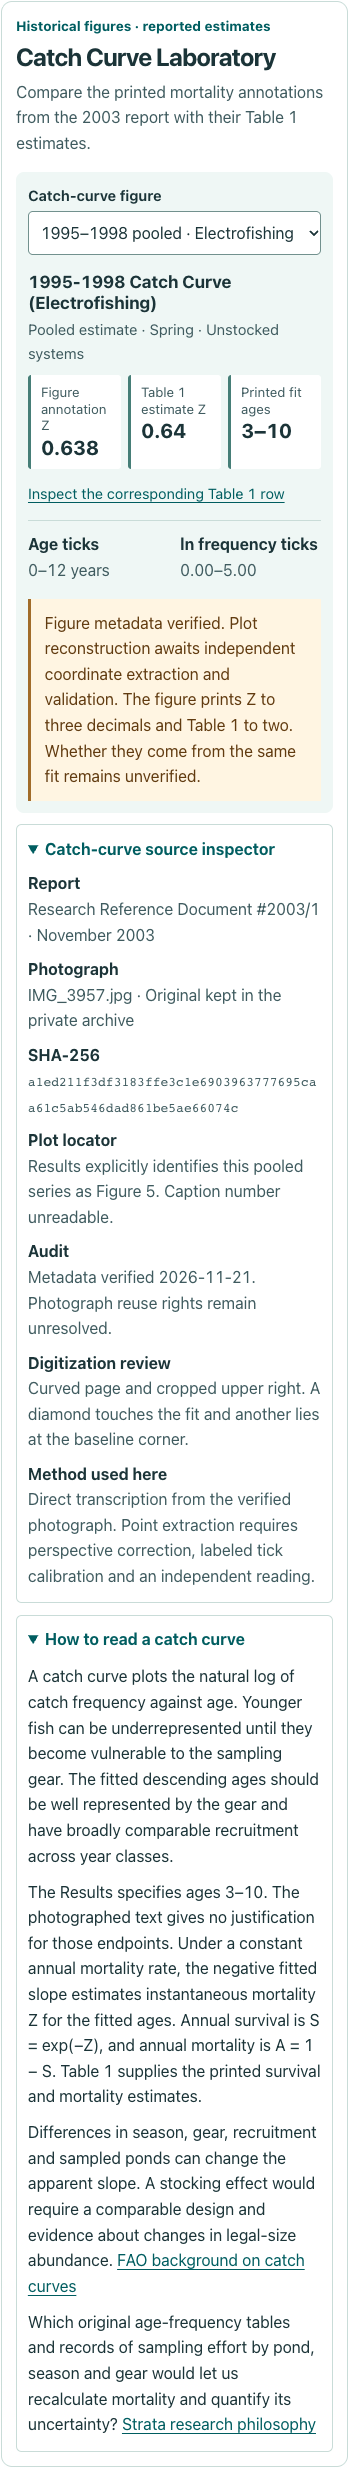 Historical figures · reported estimates
Catch Curve Laboratory
Compare the printed mortality annotations
from the 2003 report with their Table 1
estimates.
Catch-curve figure
1995–1998 pooled · Electrofishing
1995-1998 Catch Curve
(Electrofishing)
Pooled estimate · Spring · Unstocked
systems
Figure
annotation
Z
0.638
Table 1
estimate Z
0.64
Printed fit
ages
3–10
Inspect the corresponding Table 1 row
Age ticks
0–12 years
In frequency ticks
0.00–5.00
Figure metadata verified. Plot
reconstruction awaits independent
coordinate extraction and
validation. The figure prints Z to
three decimals and Table 1 to two.
Whether they come from the same
fit remains unverified.
▼ Catch-curve source inspector
Report
Research Reference Document #2003/1
· November 2003
Photograph
IMG_3957.jpg · Original kept in the
private archive
SHA-256
a1ed211f3df3183ffe3c1e6903963777695ca
a61c5ab546dad861be5ae66074c
Plot locator
Results explicitly identifies this pooled
series as Figure 5. Caption number
unreadable.
Audit
Metadata verified 2026-11-21.
Photograph reuse rights remain
unresolved.
Digitization review
Curved page and cropped upper right. A
diamond touches the fit and another lies
at the baseline corner.
Method used here
Direct transcription from the verified
photograph. Point extraction requires
perspective correction, labeled tick
calibration and an independent reading.
▼ How to read a catch curve
A catch curve plots the natural log of
catch frequency against age. Younger
fish can be underrepresented until they
become vulnerable to the sampling
gear. The fitted descending ages should
be well represented by the gear and
have broadly comparable recruitment
across year classes.
The Results specifies ages 3–10. The
photographed text gives no justification
for those endpoints. Under a constant
annual mortality rate, the negative fitted
slope estimates instantaneous mortality
Z for the fitted ages. Annual survival is S
= exp(−Z), and annual mortality is A = 1
− S. Table 1 supplies the printed survival
and mortality estimates.
Differences in season, gear, recruitment
and sampled ponds can change the
apparent slope. A stocking effect would
require a comparable design and
evidence about changes in legal-size
abundance. FAO background on catch
curves
Which original age-frequency tables
and records of sampling effort by pond,
season and gear would let us
recalculate mortality and quantify its
uncertainty? Strata research philosophy